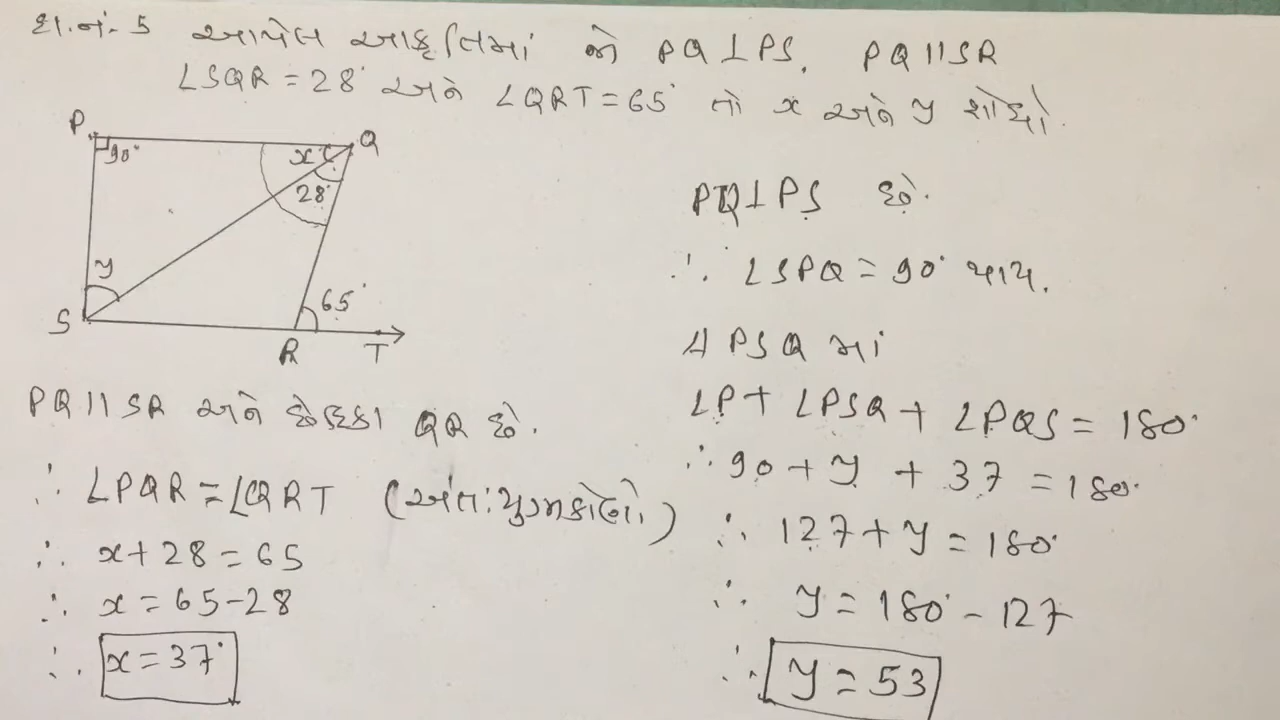 દા.નં.5 આપેલ આકૃતિમાં જો PQ⊥PS, PQ||SR
∠SQR=28° અને ∠QRT=65° તો x અને y શોધો.
P
Q
90°
x
28°
y
S
65°
R
T
PQ||SR અને છેદિકા QR છે.
∴ ∠PQR=∠QRT (અંતઃયુગ્મકોણો)
∴ x+28=65
∴ x=65-28
∴ x=37°
PQ⊥PS છે.
∴ ∠SPQ=90° થાય.
Δ PSQ માં
∠P+∠PSQ+∠PQS=180°
∴ 90+y+37=180°
∴ 127+y=180°
∴ y=180°-127
∴ y=53